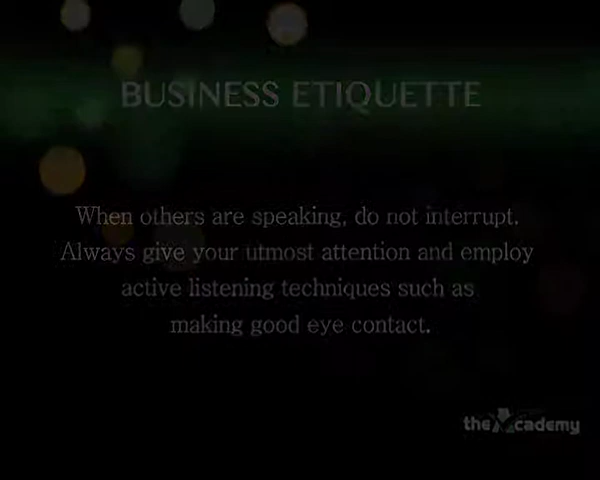 BUSINESS ETIQUETTE
When others are speaking, do not interrupt.
Always give your utmost attention and employ
active listening techniques such as
making good eye contact.
theAcademy